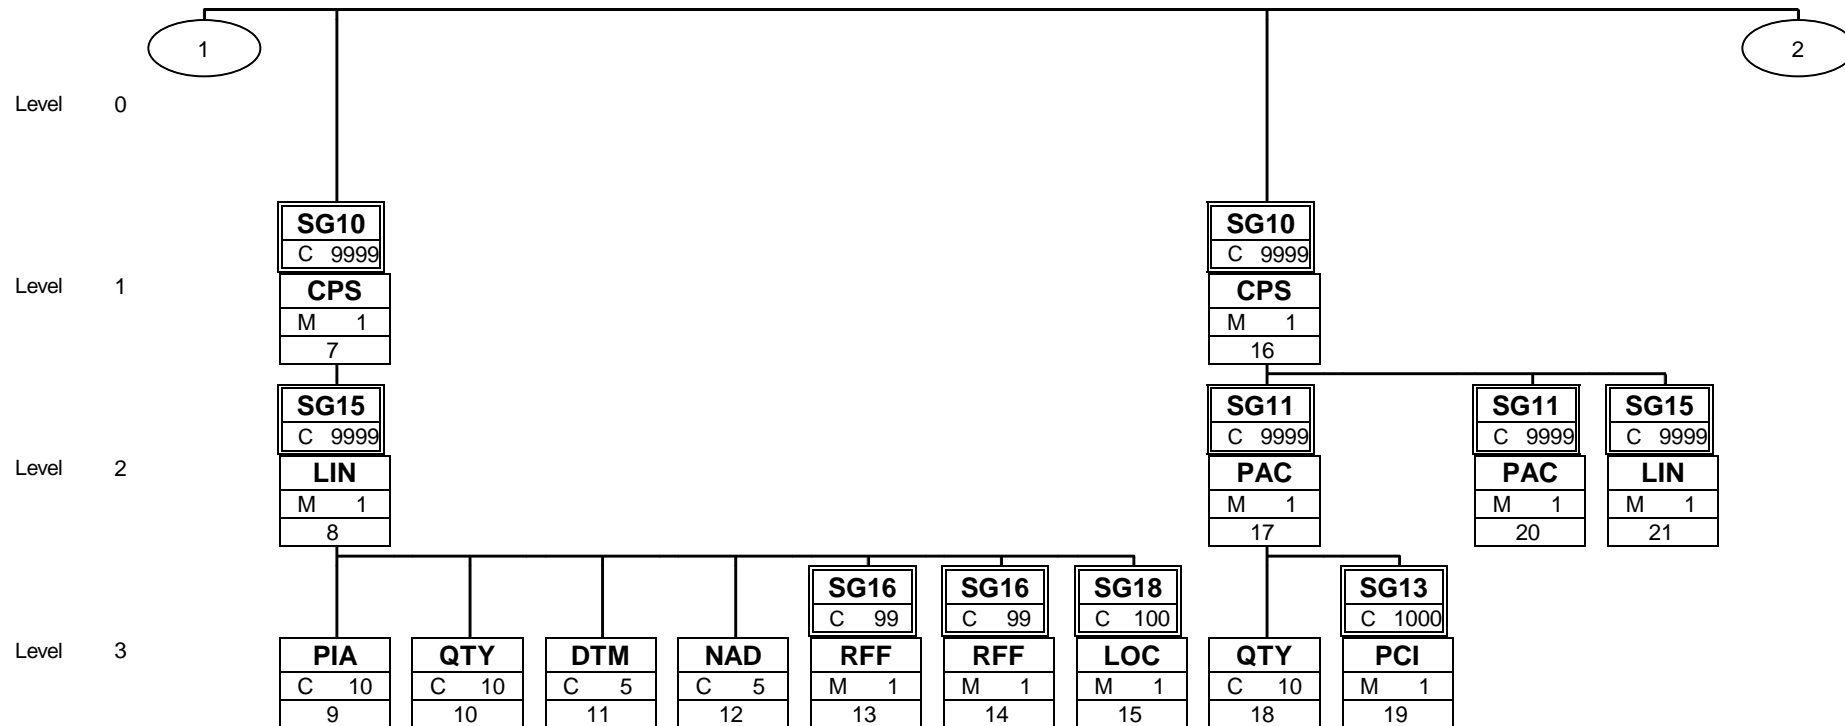 1 2
Level 0
SG10 SG10
C 9999 C 9999
Level 1 CPS CPS
M 1 M 1
7 16
SG15 SG11 SG11 SG15
C 9999 C 9999 C 9999 C 9999
Level 2 LIN PAC PAC LIN
M 1 M 1 M 1 M 1
8 17 20 21
SG16 SG16 SG18 SG13
C 99 C 99 C 100 C 1000
Level 3 PIA QTY DTM NAD RFF RFF LOC QTY PCI
C 10 C 10 C 5 C 5 M 1 M 1 M 1 C 10 M 1
9 10 11 12 13 14 15 18 19